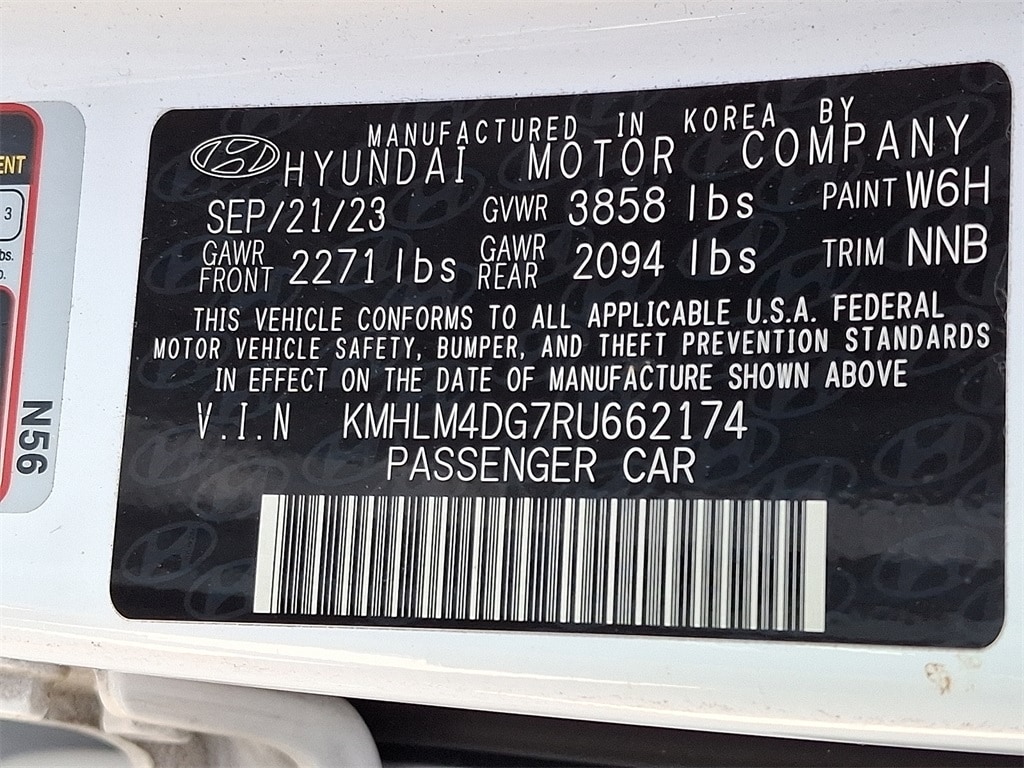 MANUFACTURED IN KOREA BY
HYUNDAI MOTOR COMPANY
SEP/21/23 GVWR 3858 lbs PAINT W6H
GAWR FRONT 2271 lbs GAWR REAR 2094 lbs TRIM NNB
THIS VEHICLE CONFORMS TO ALL APPLICABLE U.S.A. FEDERAL
MOTOR VEHICLE SAFETY, BUMPER, AND THEFT PREVENTION STANDARDS
IN EFFECT ON THE DATE OF MANUFACTURE SHOWN ABOVE
V.I.N KMHLM4DG7RU662174
PASSENGER CAR
3
N56